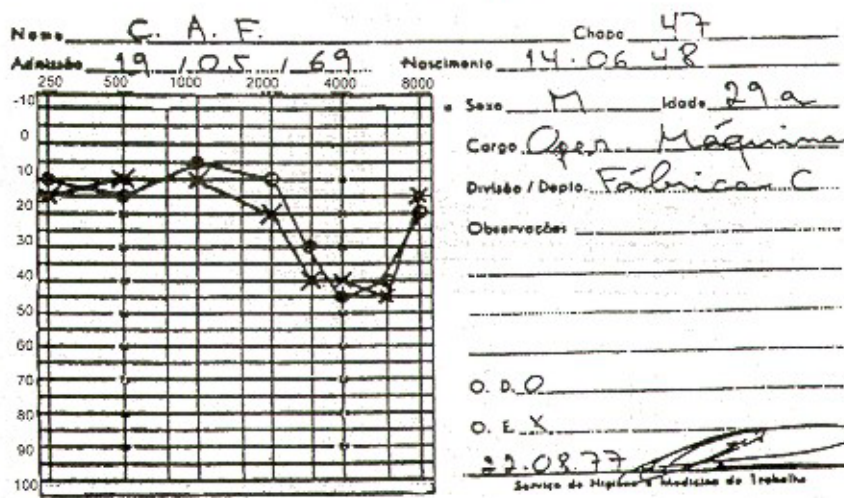 Nome C. A. F. Chapa 47
Admissão 19 / 05 / 69 Nascimento 14.06.48
250 500 1000 2000 4000 8000
Sexo M Idade 29a
Cargo Oper. Máquina
Divisão / Depto. Fábrica C
Observações
-10
0
10
20
30
40
50
60
70
80
90
100
O. D. O
O. E. X
22.08.77
Serviço de Higiene e Medicina do Trabalho